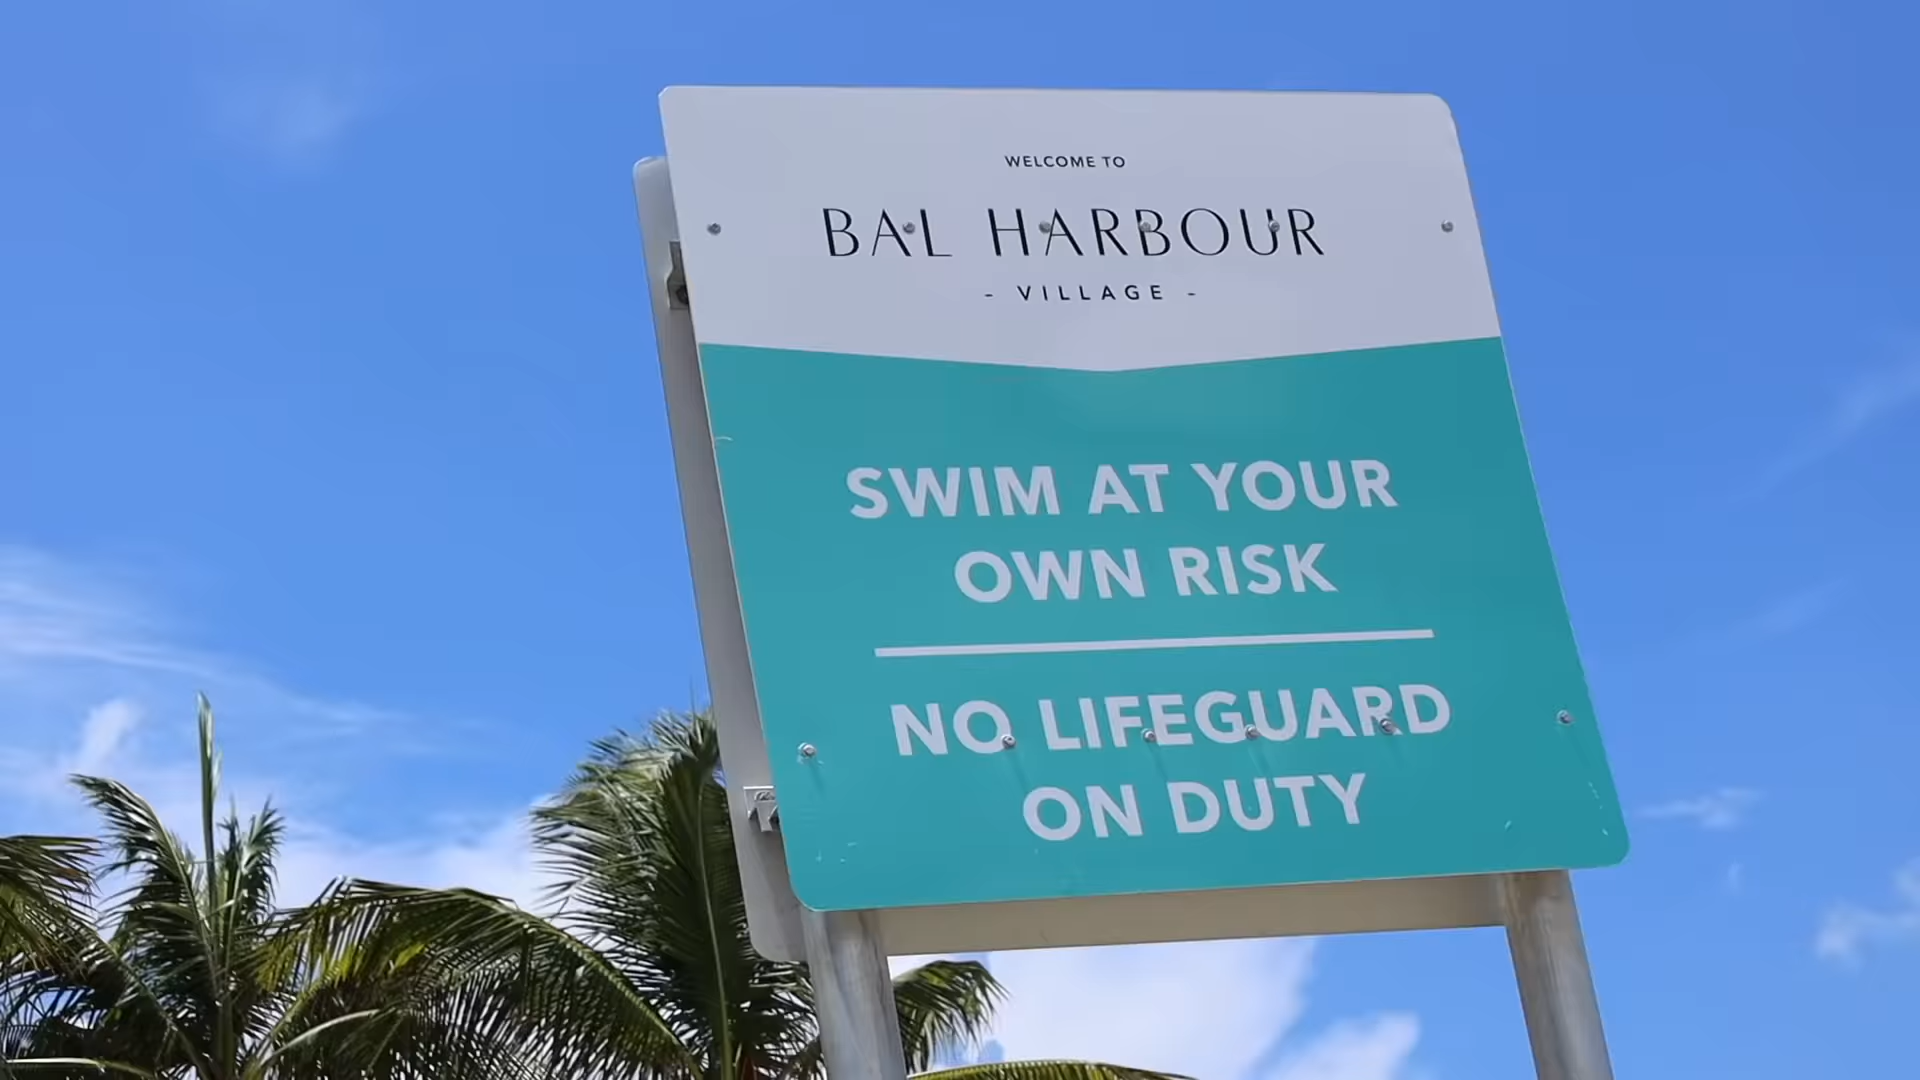 WELCOME TO
BAL HARBOUR
- VILLAGE -
SWIM AT YOUR
OWN RISK
NO LIFEGUARD
ON DUTY